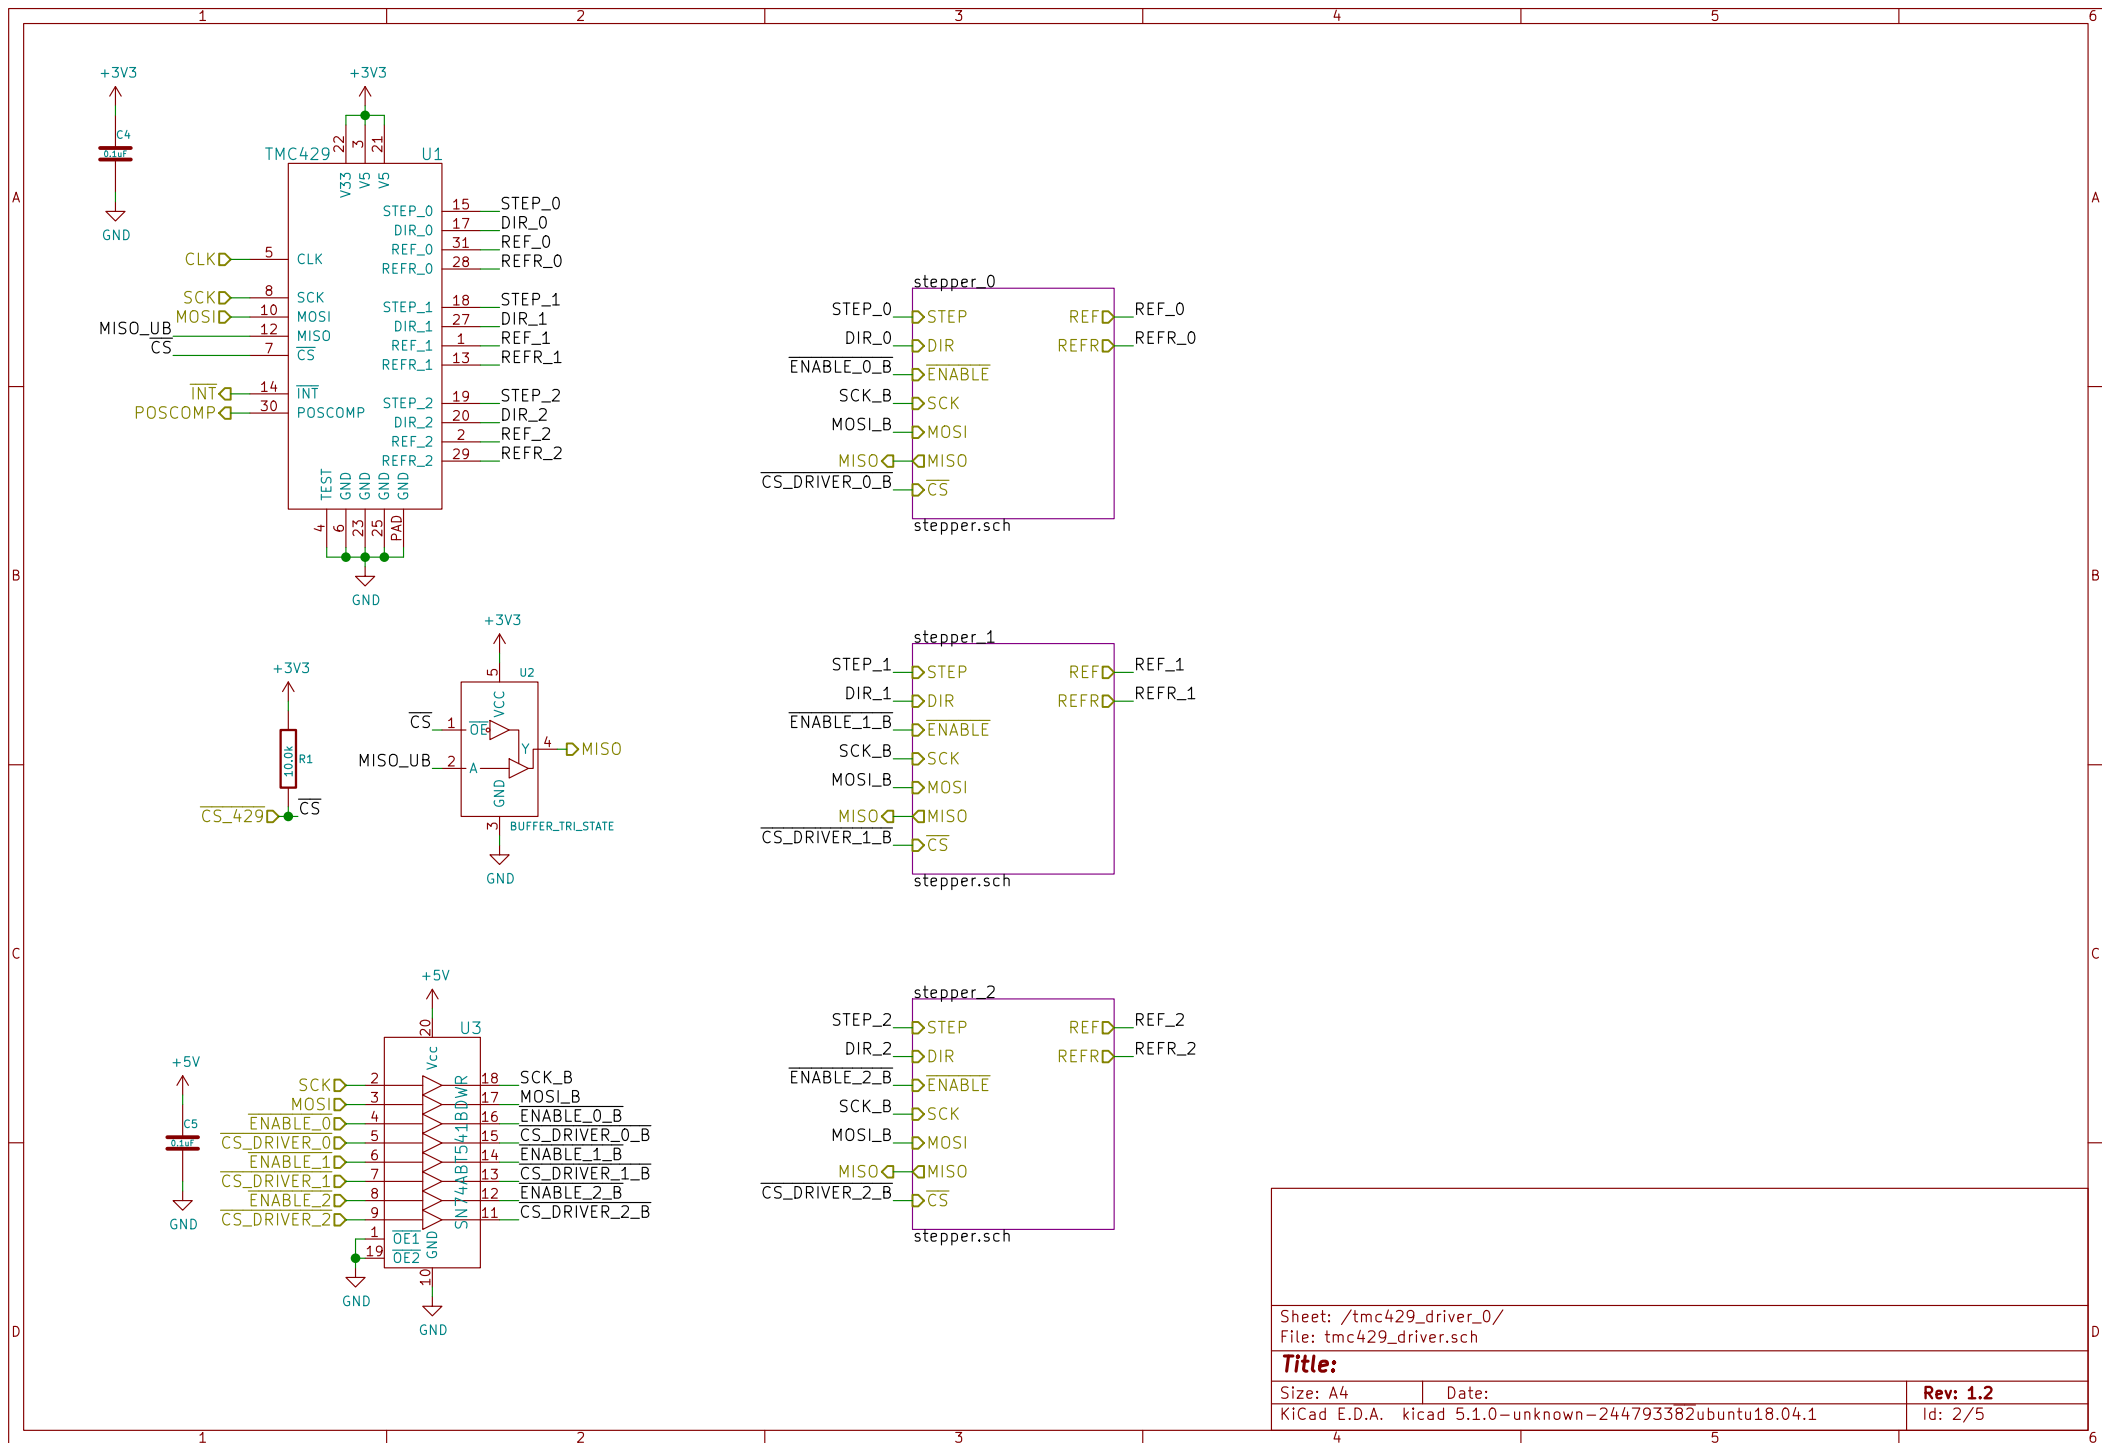 1 2 3 4 5 6
A
B
C
D
+3V3
C4
0.1uF
GND
+3V3
TMC429 U1
22 3 21
V33 V5 V5
STEP_0 15 STEP_0
DIR_0 17 DIR_0
REF_0 31 REF_0
REFR_0 28 REFR_0
STEP_1 18 STEP_1
DIR_1 27 DIR_1
REF_1 1 REF_1
REFR_1 13 REFR_1
STEP_2 19 STEP_2
DIR_2 20 DIR_2
REF_2 2 REF_2
REFR_2 29 REFR_2
CLK 5 CLK
SCK 8 SCK
MOSI 10 MOSI
MISO_UB 12 MISO
CS 7 CS
INT 14 INT
POSCOMP 30 POSCOMP
TEST GND GND GND GND
4 6 23 25 PAD
GND
+3V3
10.0k R1
CS_429 CS
+3V3
5 U2
VCC
CS 1 OE
Y 4 MISO
MISO_UB 2 A
GND
3 BUFFER_TRI_STATE
GND
+5V
C5
0.1uF
GND
+5V
20 U3
Vcc
SN74ABT541BDWR
SCK 2 18 SCK_B
MOSI 3 17 MOSI_B
ENABLE_0 4 16 ENABLE_0_B
CS_DRIVER_0 5 15 CS_DRIVER_0_B
ENABLE_1 6 14 ENABLE_1_B
CS_DRIVER_1 7 13 CS_DRIVER_1_B
ENABLE_2 8 12 ENABLE_2_B
CS_DRIVER_2 9 11 CS_DRIVER_2_B
1 OE1
19 OE2
GND
10
GND
GND
stepper_0
STEP_0 STEP REF REF_0
DIR_0 DIR REFR REFR_0
ENABLE_0_B ENABLE
SCK_B SCK
MOSI_B MOSI
MISO MISO
CS_DRIVER_0_B CS
stepper.sch
stepper_1
STEP_1 STEP REF REF_1
DIR_1 DIR REFR REFR_1
ENABLE_1_B ENABLE
SCK_B SCK
MOSI_B MOSI
MISO MISO
CS_DRIVER_1_B CS
stepper.sch
stepper_2
STEP_2 STEP REF REF_2
DIR_2 DIR REFR REFR_2
ENABLE_2_B ENABLE
SCK_B SCK
MOSI_B MOSI
MISO MISO
CS_DRIVER_2_B CS
stepper.sch
A
B
C
D
Sheet: /tmc429_driver_0/
File: tmc429_driver.sch
Title:
Size: A4 Date: Rev: 1.2
KiCad E.D.A. kicad 5.1.0-unknown-244793382ubuntu18.04.1 Id: 2/5
1 2 3 4 5 6